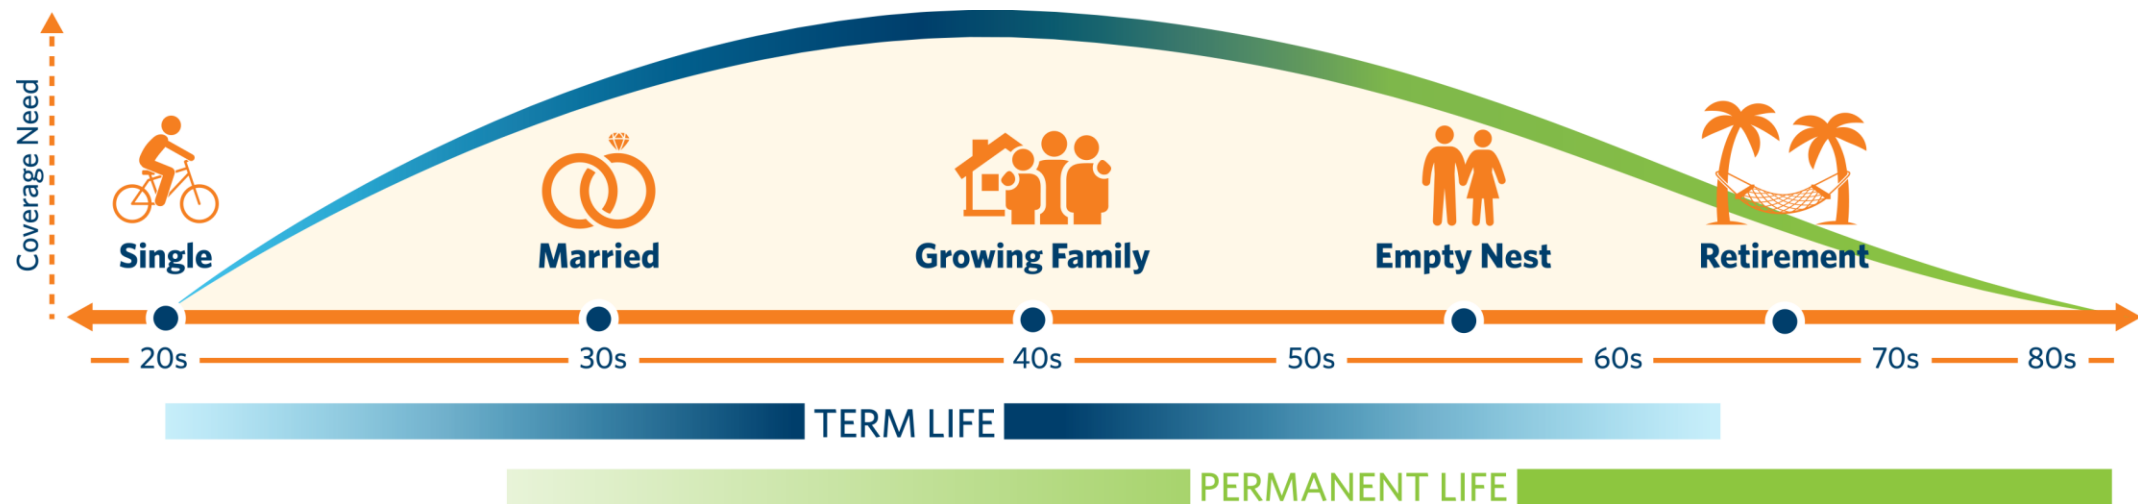 Coverage Need
Single
Married
Growing Family
Empty Nest
Retirement
20s
30s
40s
50s
60s
70s
80s
TERM LIFE
PERMANENT LIFE